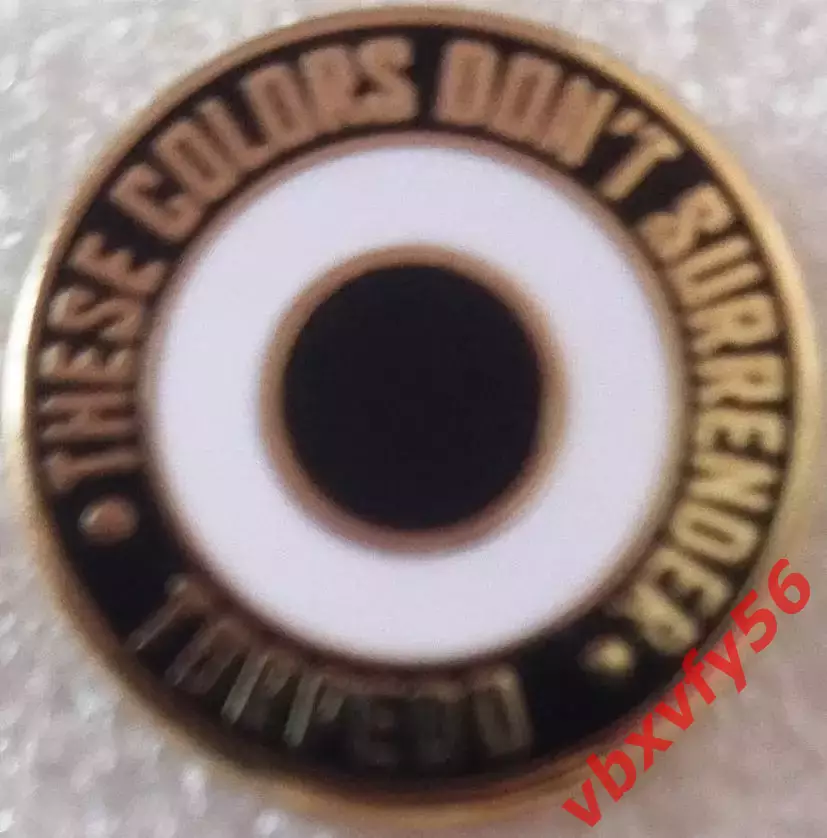 THESE COLORS DON'T SURRENDER
TORPEDO
vbxvfy56